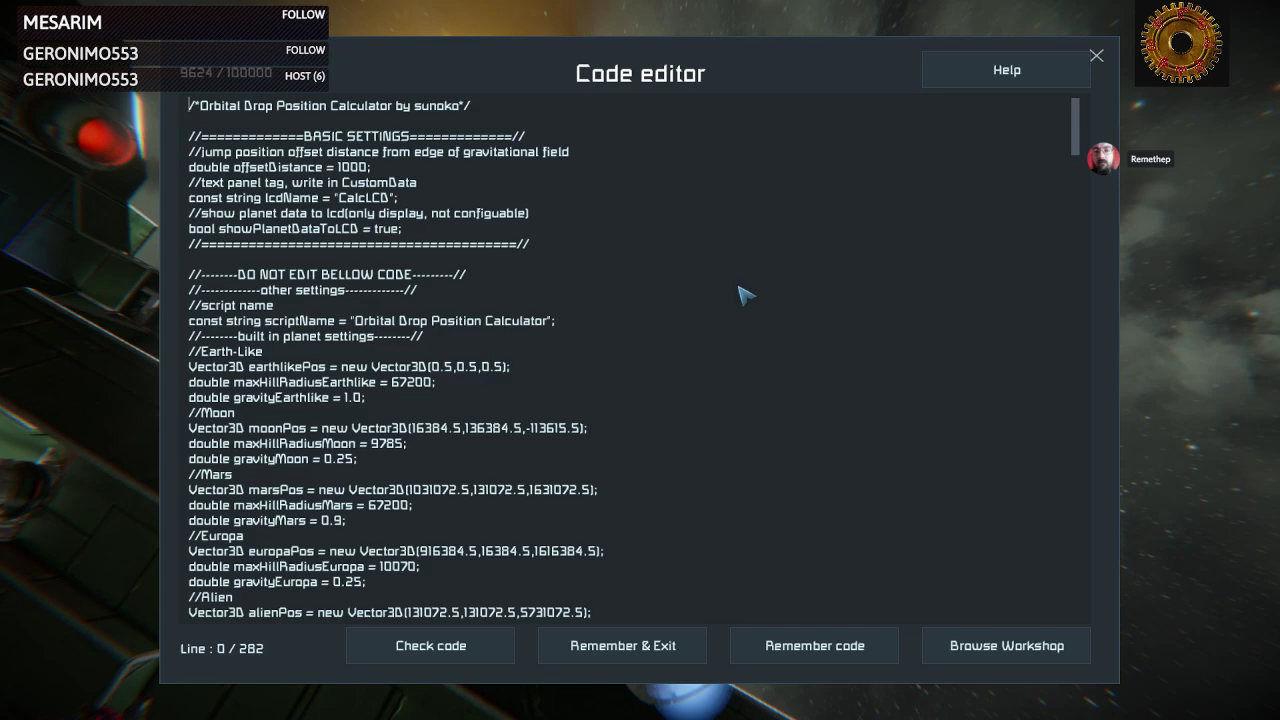 MESARIM
FOLLOW
GERONIMO553
FOLLOW
GERONIMO553
HOST (6)
9624 / 100000
Code editor
Help
Remethep
/*Orbital Drop Position Calculator by sunoko*/
//=============BASIC SETTINGS=============//
//jump position offset distance from edge of gravitational field
double offsetDistance = 1000;
//text panel tag, write in CustomData
const string lcdName = "CalcLCD";
//show planet data to lcd(only display, not configuable)
bool showPlanetDataToLCD = true;
//=====================================//
//--------DO NOT EDIT BELLOW CODE---------//
//-------------other settings-------------//
//script name
const string scriptName = "Orbital Drop Position Calculator";
//--------built in planet settings--------//
//Earth-Like
Vector3D earthlikePos = new Vector3D(0.5,0.5,0.5);
double maxHillRadiusEarthlike = 67200;
double gravityEarthlike = 1.0;
//Moon
Vector3D moonPos = new Vector3D(16384.5,136384.5,-113615.5);
double maxHillRadiusMoon = 9785;
double gravityMoon = 0.25;
//Mars
Vector3D marsPos = new Vector3D(1031072.5,131072.5,1631072.5);
double maxHillRadiusMars = 67200;
double gravityMars = 0.9;
//Europa
Vector3D europaPos = new Vector3D(916384.5,16384.5,1616384.5);
double maxHillRadiusEuropa = 10070;
double gravityEuropa = 0.25;
//Alien
Vector3D alienPos = new Vector3D(131072.5,131072.5,5731072.5);
Line : 0 / 282
Check code
Remember & Exit
Remember code
Browse Workshop